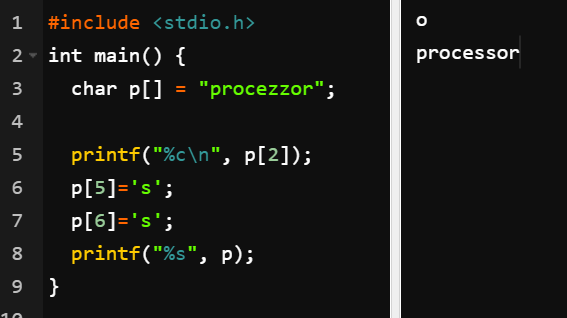 1 #include <stdio.h>
2 int main() {
3 char p[] = "procezzor";
4
5 printf("%c\n", p[2]);
6 p[5]='s';
7 p[6]='s';
8 printf("%s", p);
9 }
10
o
processor